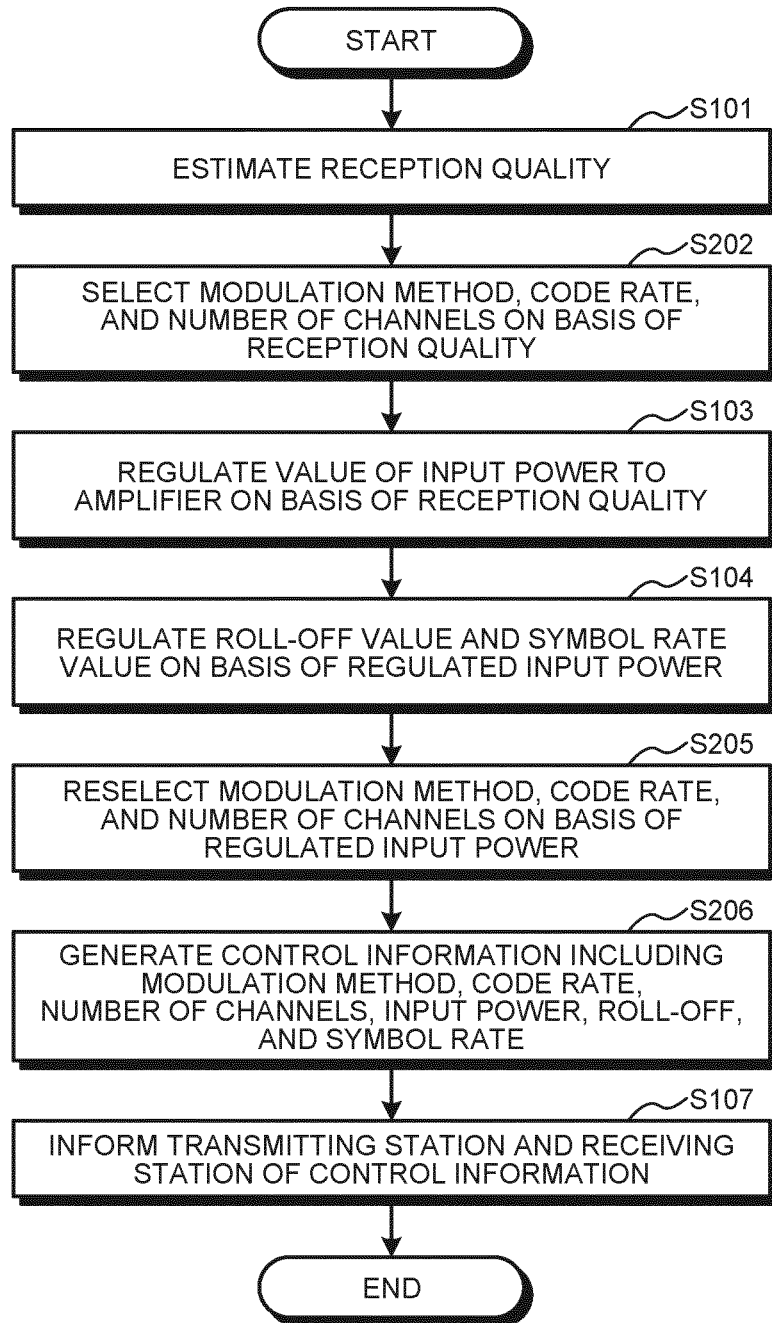 START
S101
ESTIMATE RECEPTION QUALITY
S202
SELECT MODULATION METHOD, CODE RATE,
AND NUMBER OF CHANNELS ON BASIS OF
RECEPTION QUALITY
S103
REGULATE VALUE OF INPUT POWER TO
AMPLIFIER ON BASIS OF RECEPTION QUALITY
S104
REGULATE ROLL-OFF VALUE AND SYMBOL RATE
VALUE ON BASIS OF REGULATED INPUT POWER
S205
RESELECT MODULATION METHOD, CODE RATE,
AND NUMBER OF CHANNELS ON BASIS OF
REGULATED INPUT POWER
S206
GENERATE CONTROL INFORMATION INCLUDING
MODULATION METHOD, CODE RATE,
NUMBER OF CHANNELS, INPUT POWER, ROLL-OFF,
AND SYMBOL RATE
S107
INFORM TRANSMITTING STATION AND RECEIVING
STATION OF CONTROL INFORMATION
END